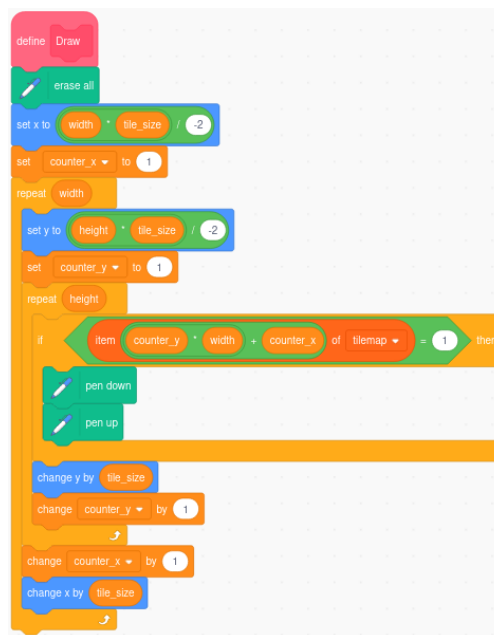 define Draw
erase all
set x to width * tile_size / -2
set counter_x to 1
repeat width
set y to height * tile_size / -2
set counter_y to 1
repeat height
if item counter_y * width + counter_x of tilemap = 1 then
pen down
pen up
change y by tile_size
change counter_y by 1
change counter_x by 1
change x by tile_size